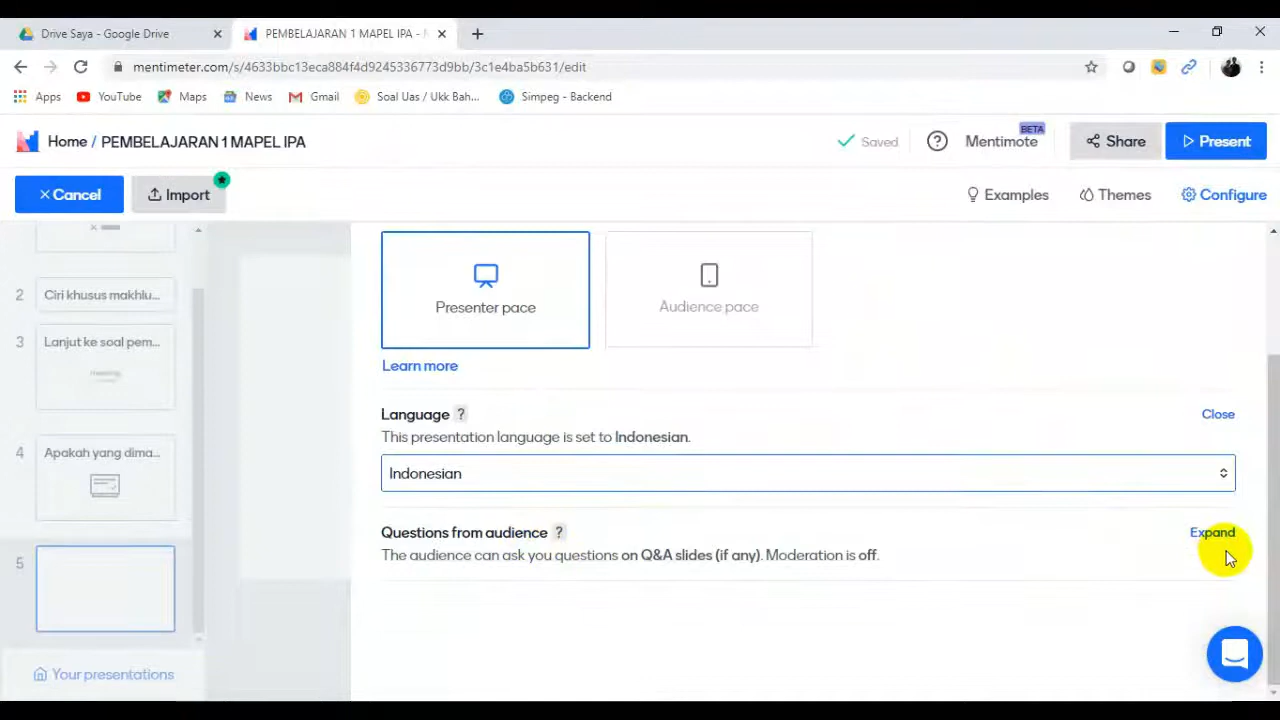 Drive Saya - Google Drive
PEMBELAJARAN 1 MAPEL IPA - M
mentimeter.com/s/4633bbc13eca884f4d9245336773d9bb/3c1e4ba5b631/edit
Apps YouTube Maps News Gmail Soal Uas / Ukk Bah... Simpeg - Backend
Home / PEMBELAJARAN 1 MAPEL IPA
Saved ? Mentimote BETA Share Present
Cancel Import Examples Themes Configure
2 Ciri khusus makhlu...
3 Lanjut ke soal pem...
4 Apakah yang dima...
5
Your presentations
Presenter pace
Audience pace
Learn more
Language ? Close
This presentation language is set to Indonesian.
Indonesian
Questions from audience ? Expand
The audience can ask you questions on Q&A slides (if any). Moderation is off.